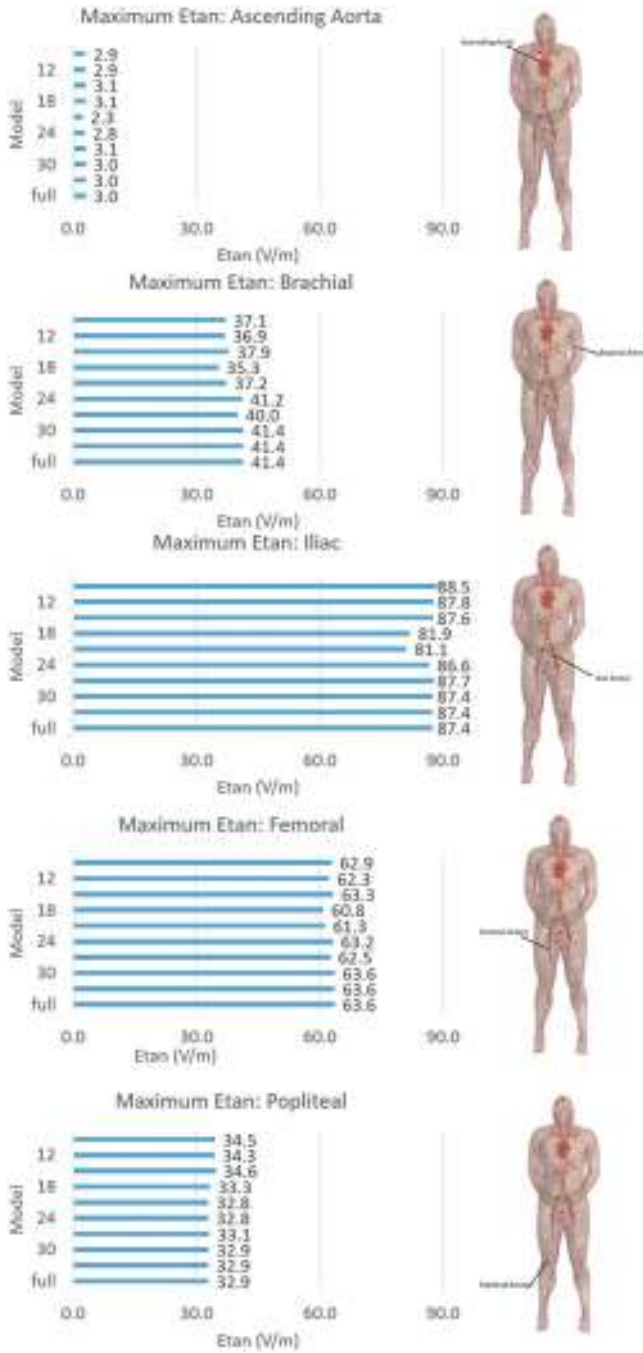 Maximum Etan: Ascending Aorta
Model
2.9
12 2.9
3.1
18 3.1
2.3
24 2.8
3.1
30 3.0
3.0
full 3.0
0.0 30.0 60.0 90.0
Etan (V/m)
Ascending Aorta
Maximum Etan: Brachial
Model
37.1
12 36.9
37.9
18 35.3
37.2
24 41.2
40.0
30 41.4
41.4
full 41.4
0.0 30.0 60.0 90.0
Etan (V/m)
Maximum Etan: Iliac
Model
88.5
12 87.8
87.6
18 81.9
81.1
24 86.6
87.7
30 87.4
87.4
full 87.4
0.0 30.0 60.0 90.0
Etan (V/m)
Maximum Etan: Femoral
Model
62.9
12 62.3
63.3
18 60.8
61.3
24 63.2
62.5
30 63.6
63.6
full 63.6
0.0 30.0 60.0 90.0
Etan (V/m)
Maximum Etan: Popliteal
Model
34.5
12 34.3
34.6
18 33.3
32.8
24 32.8
33.1
30 32.9
32.9
full 32.9
0.0 30.0 60.0 90.0
Etan (V/m)